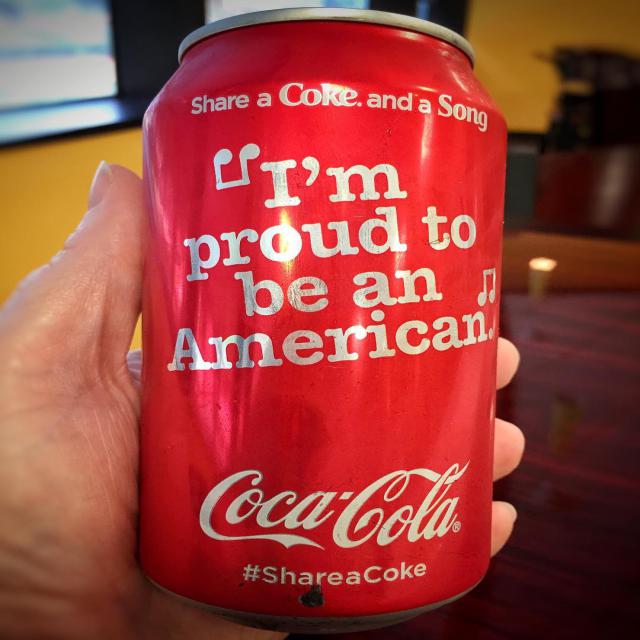 Share a Coke. and a Song
"I'm
proud to
be an
American."
Coca-Cola®
#ShareaCoke